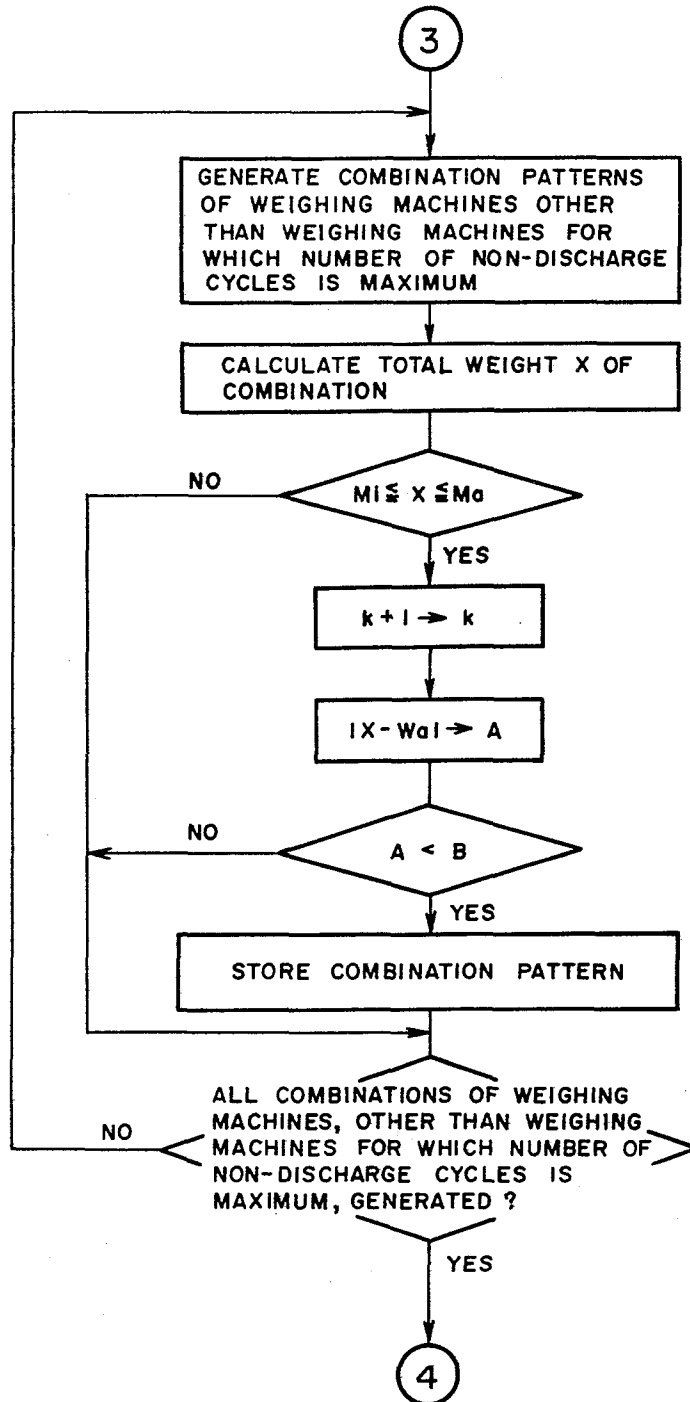 3
GENERATE COMBINATION PATTERNS
OF WEIGHING MACHINES OTHER
THAN WEIGHING MACHINES FOR
WHICH NUMBER OF NON-DISCHARGE
CYCLES IS MAXIMUM
CALCULATE TOTAL WEIGHT X OF
COMBINATION
NO
Mi ≦ X ≦ Ma
YES
k + 1 → k
|X - Wa| → A
NO
A < B
YES
STORE COMBINATION PATTERN
ALL COMBINATIONS OF WEIGHING
MACHINES, OTHER THAN WEIGHING
NO
MACHINES FOR WHICH NUMBER OF
NON-DISCHARGE CYCLES IS
MAXIMUM, GENERATED ?
YES
4